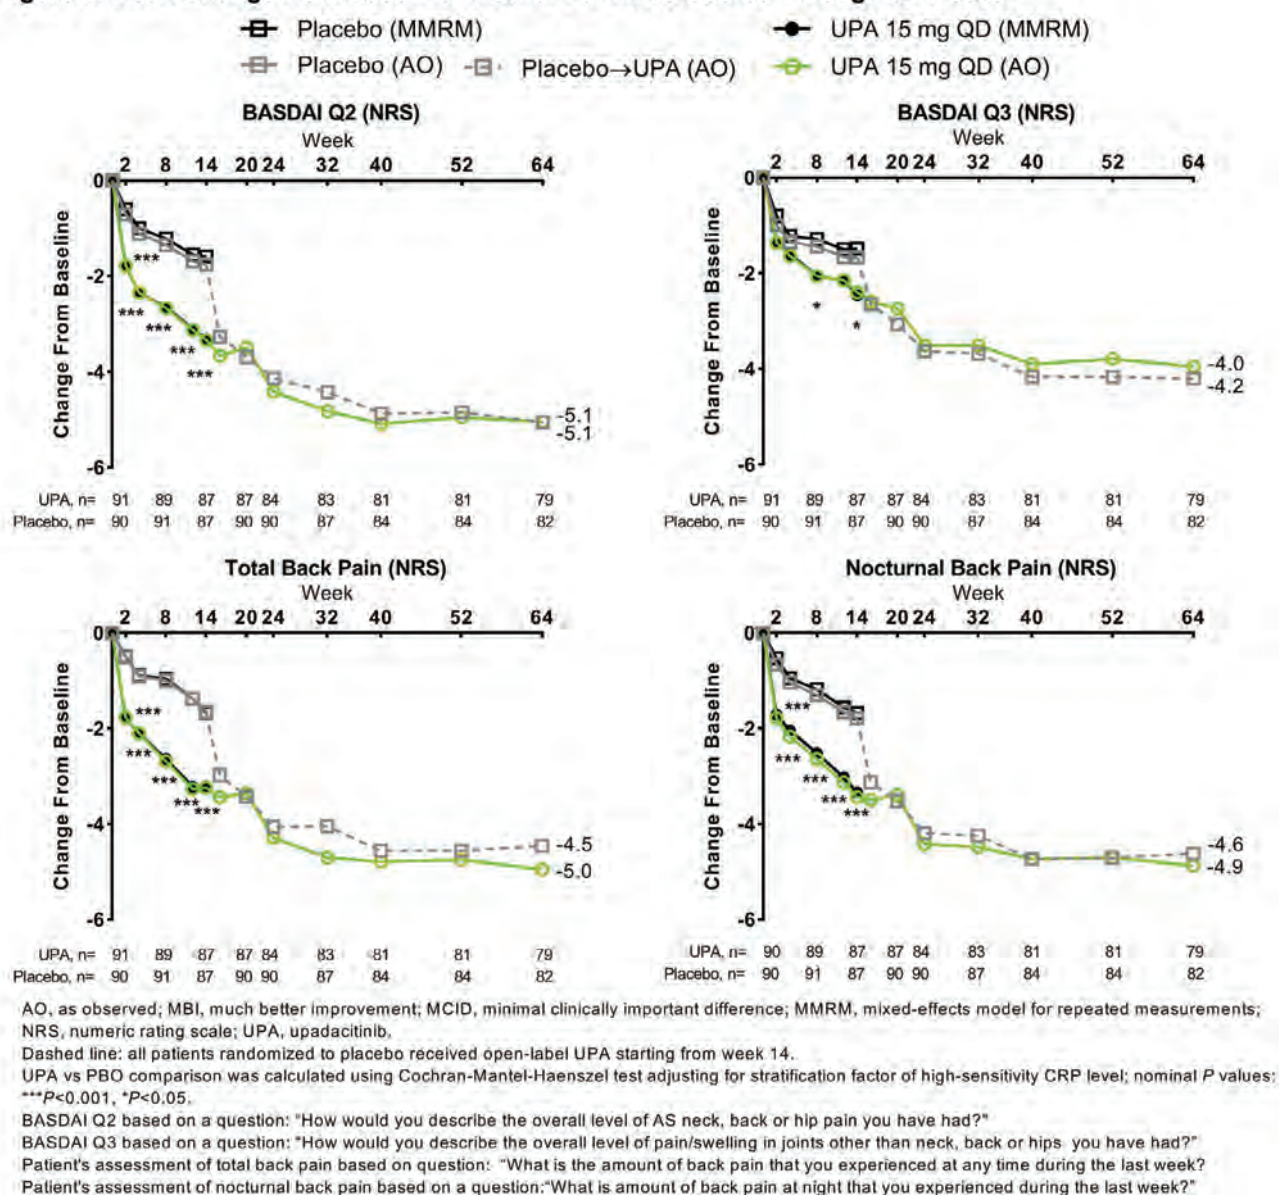 Placebo (MMRM) UPA 15 mg QD (MMRM)
Placebo (AO) Placebo→UPA (AO) UPA 15 mg QD (AO)
BASDAI Q2 (NRS)
Week
2 8 14 20 24 32 40 52 64
0
-2
-4
-6
Change From Baseline
***
***
***
***
***
-5.1
-5.1
UPA, n= 91 89 87 87 84 83 81 81 79
Placebo, n= 90 91 87 90 90 87 84 84 82
BASDAI Q3 (NRS)
Week
2 8 14 20 24 32 40 52 64
0
-2
-4
-6
Change From Baseline
*
*
-4.0
-4.2
UPA, n= 91 89 87 87 84 83 81 81 79
Placebo, n= 90 91 87 90 90 87 84 84 82
Total Back Pain (NRS)
Week
2 8 14 20 24 32 40 52 64
0
-2
-4
-6
Change From Baseline
***
***
***
***
***
-4.5
-5.0
UPA, n= 91 89 87 87 84 83 81 81 79
Placebo, n= 90 91 87 90 90 87 84 84 82
Nocturnal Back Pain (NRS)
Week
2 8 14 20 24 32 40 52 64
0
-2
-4
-6
Change From Baseline
***
***
***
***
***
-4.6
-4.9
UPA, n= 90 89 87 87 84 83 81 81 79
Placebo, n= 90 91 87 90 90 87 84 84 82
AO, as observed; MBI, much better improvement; MCID, minimal clinically important difference; MMRM, mixed-effects model for repeated measurements;
NRS, numeric rating scale; UPA, upadacitinib,
Dashed line: all patients randomized to placebo received open-label UPA starting from week 14.
UPA vs PBO comparison was calculated using Cochran-Mantel-Haenszel test adjusting for stratification factor of high-sensitivity CRP level; nominal P values:
***P<0.001, *P<0.05.
BASDAI Q2 based on a question: "How would you describe the overall level of AS neck, back or hip pain you have had?"
BASDAI Q3 based on a question: "How would you describe the overall level of pain/swelling in joints other than neck, back or hips you have had?"
Patient's assessment of total back pain based on question: "What is the amount of back pain that you experienced at any time during the last week?
Patient's assessment of nocturnal back pain based on a question:"What is amount of back pain at night that you experienced during the last week?"